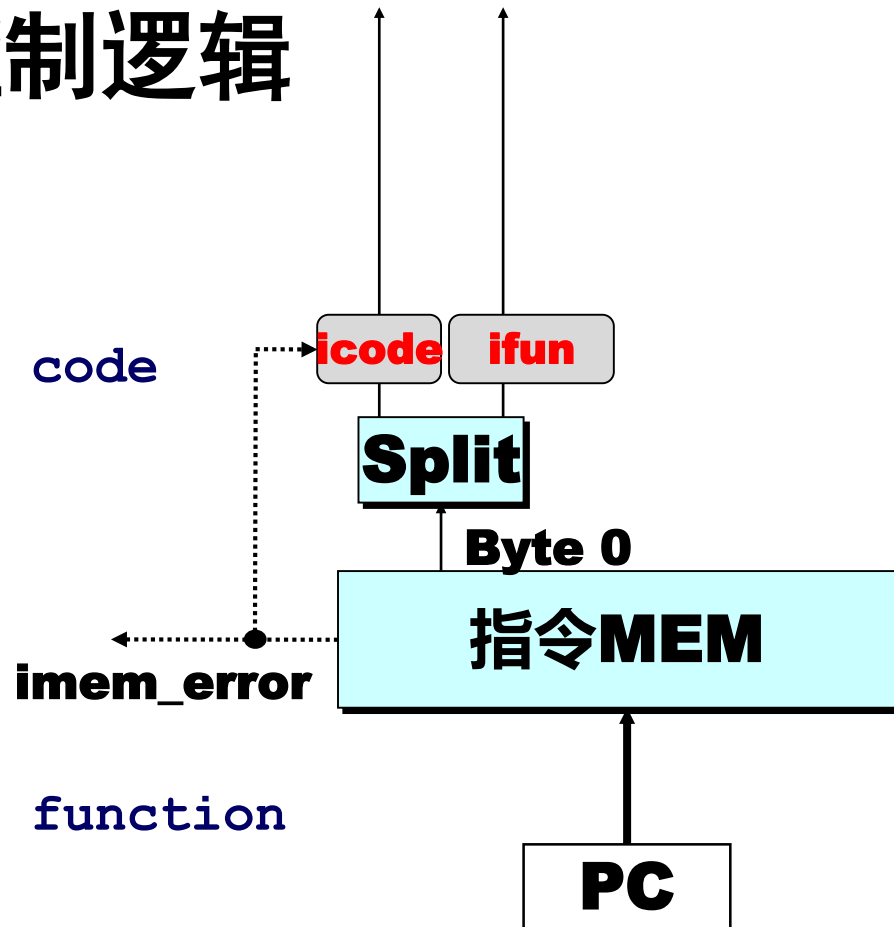 制逻辑
icode
ifun
code
Split
Byte 0
指令MEM
imem_error
function
PC